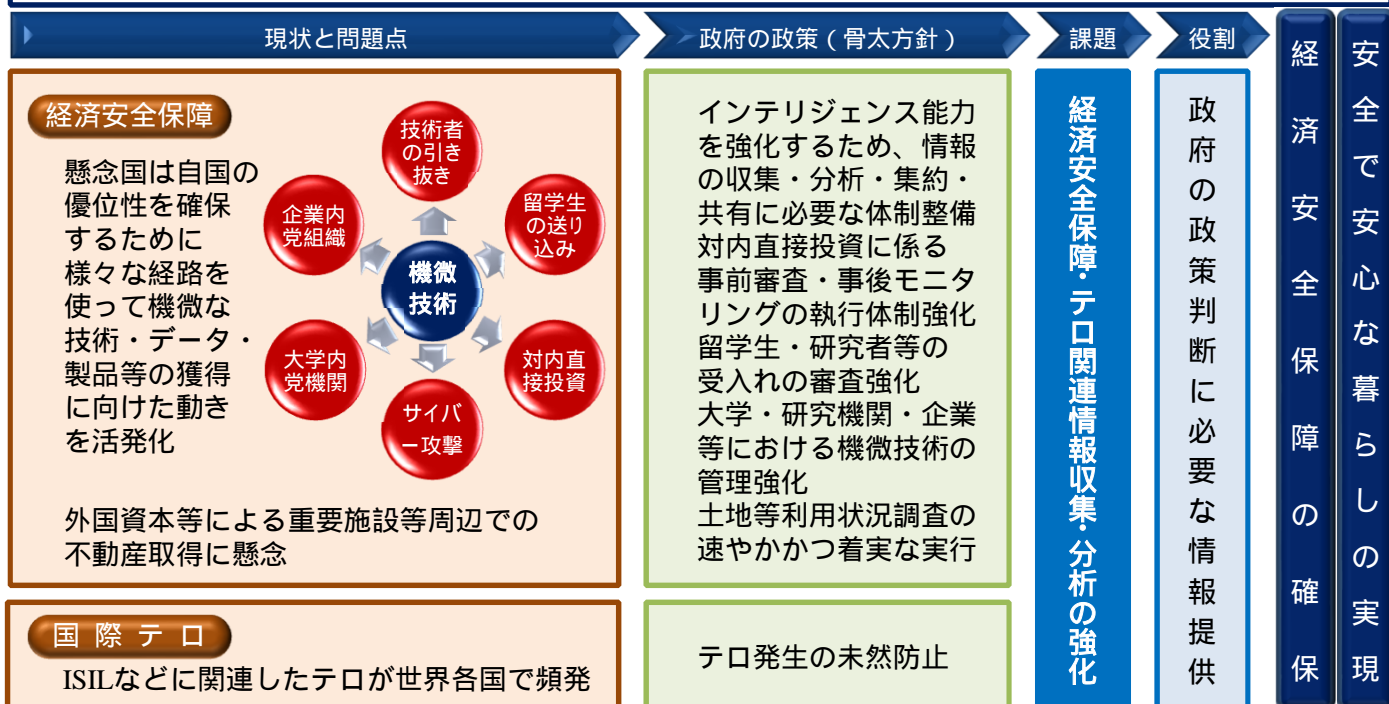 現状と問題点
政府の政策(骨太方針)
課題
役割
経済安全保障
懸念国は自国の
優位性を確保
するために
様々な経路を
使って機微な
技術・データ・
製品等の獲得
に向けた動き
を活発化
技術者
の引き
抜き
企業内
党組織
留学生
の送り
込み
機微
技術
大学内
党機関
対内直
接投資
サイバ
ー攻撃
外国資本等による重要施設等周辺での
不動産取得に懸念
国際テロ
ISILなどに関連したテロが世界各国で頻発
インテリジェンス能力
を強化するため、情報
の収集・分析・集約・
共有に必要な体制整備
対内直接投資に係る
事前審査・事後モニタ
リングの執行体制強化
留学生・研究者等の
受入れの審査強化
大学・研究機関・企業
等における機微技術の
管理強化
土地等利用状況調査の
速やかかつ着実な実行
テロ発生の未然防止
経済安全保障・テロ関連情報収集・分析の強化
政府の政策判断に必要な情報提供
経済安全保障の確保
安全で安心な暮らしの実現